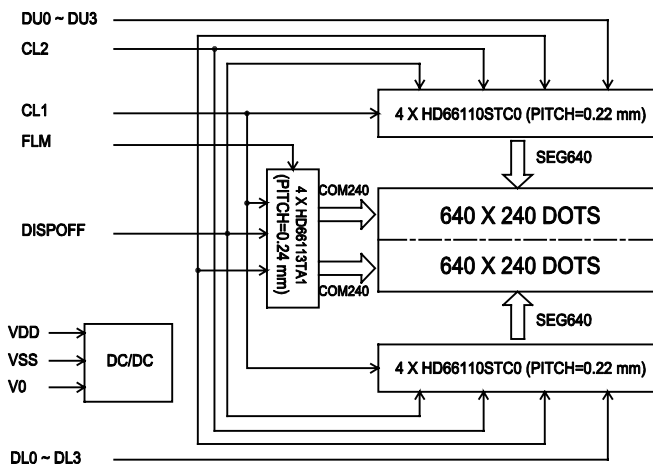 DU0 ~ DU3
CL2
CL1
4 X HD66110STC0 (PITCH=0.22 mm)
FLM
SEG640
4 X HD66113TA1
(PITCH=0.24 mm)
COM240
640 X 240 DOTS
DISPOFF
640 X 240 DOTS
COM240
SEG640
VDD
VSS
V0
DC/DC
4 X HD66110STC0 (PITCH=0.22 mm)
DL0 ~ DL3